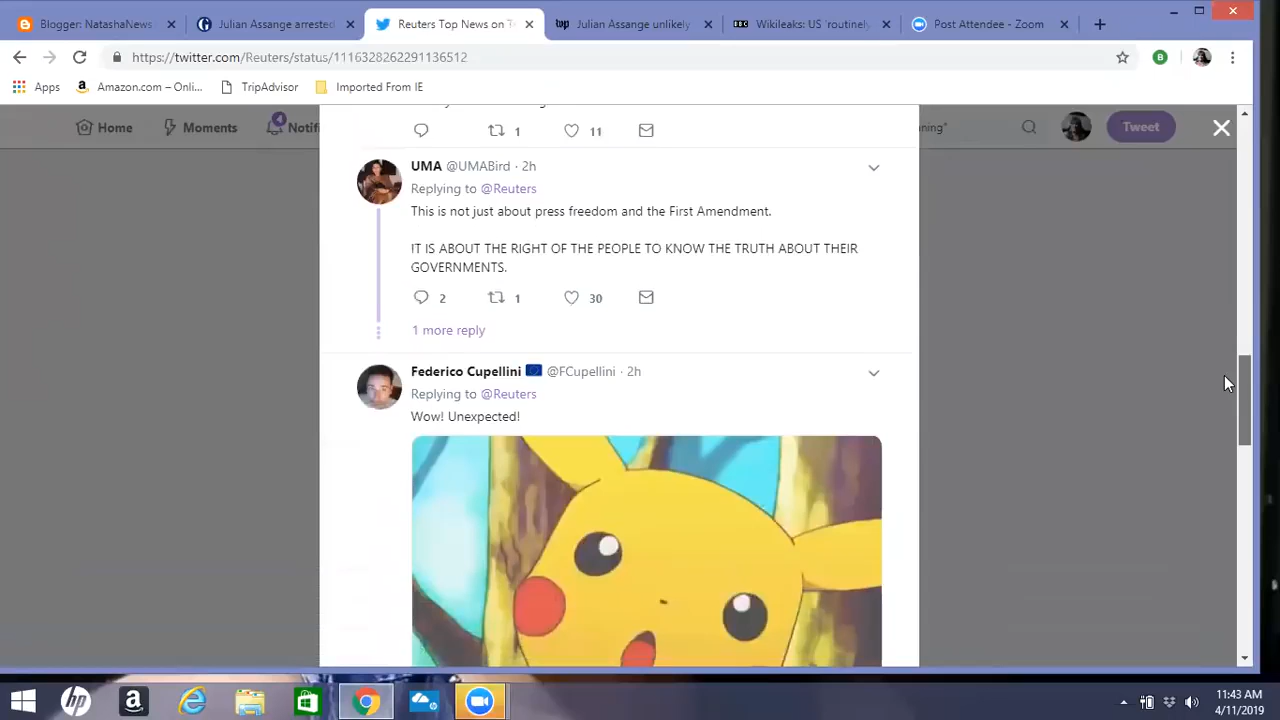 Blogger: NatashaNews
Julian Assange arrested
Reuters Top News on T
Julian Assange unlikely
Wikileaks: US 'routinely
Post Attendee - Zoom
https://twitter.com/Reuters/status/1116328262291136512
Apps
Amazon.com – Onli...
TripAdvisor
Imported From IE
Home
Moments
4
Notifi
ning"
Tweet
1
11
UMA @UMABird · 2h
Replying to @Reuters
This is not just about press freedom and the First Amendment.
IT IS ABOUT THE RIGHT OF THE PEOPLE TO KNOW THE TRUTH ABOUT THEIR
GOVERNMENTS.
2
1
30
1 more reply
Federico Cupellini @FCupellini · 2h
Replying to @Reuters
Wow! Unexpected!
11:43 AM
4/11/2019